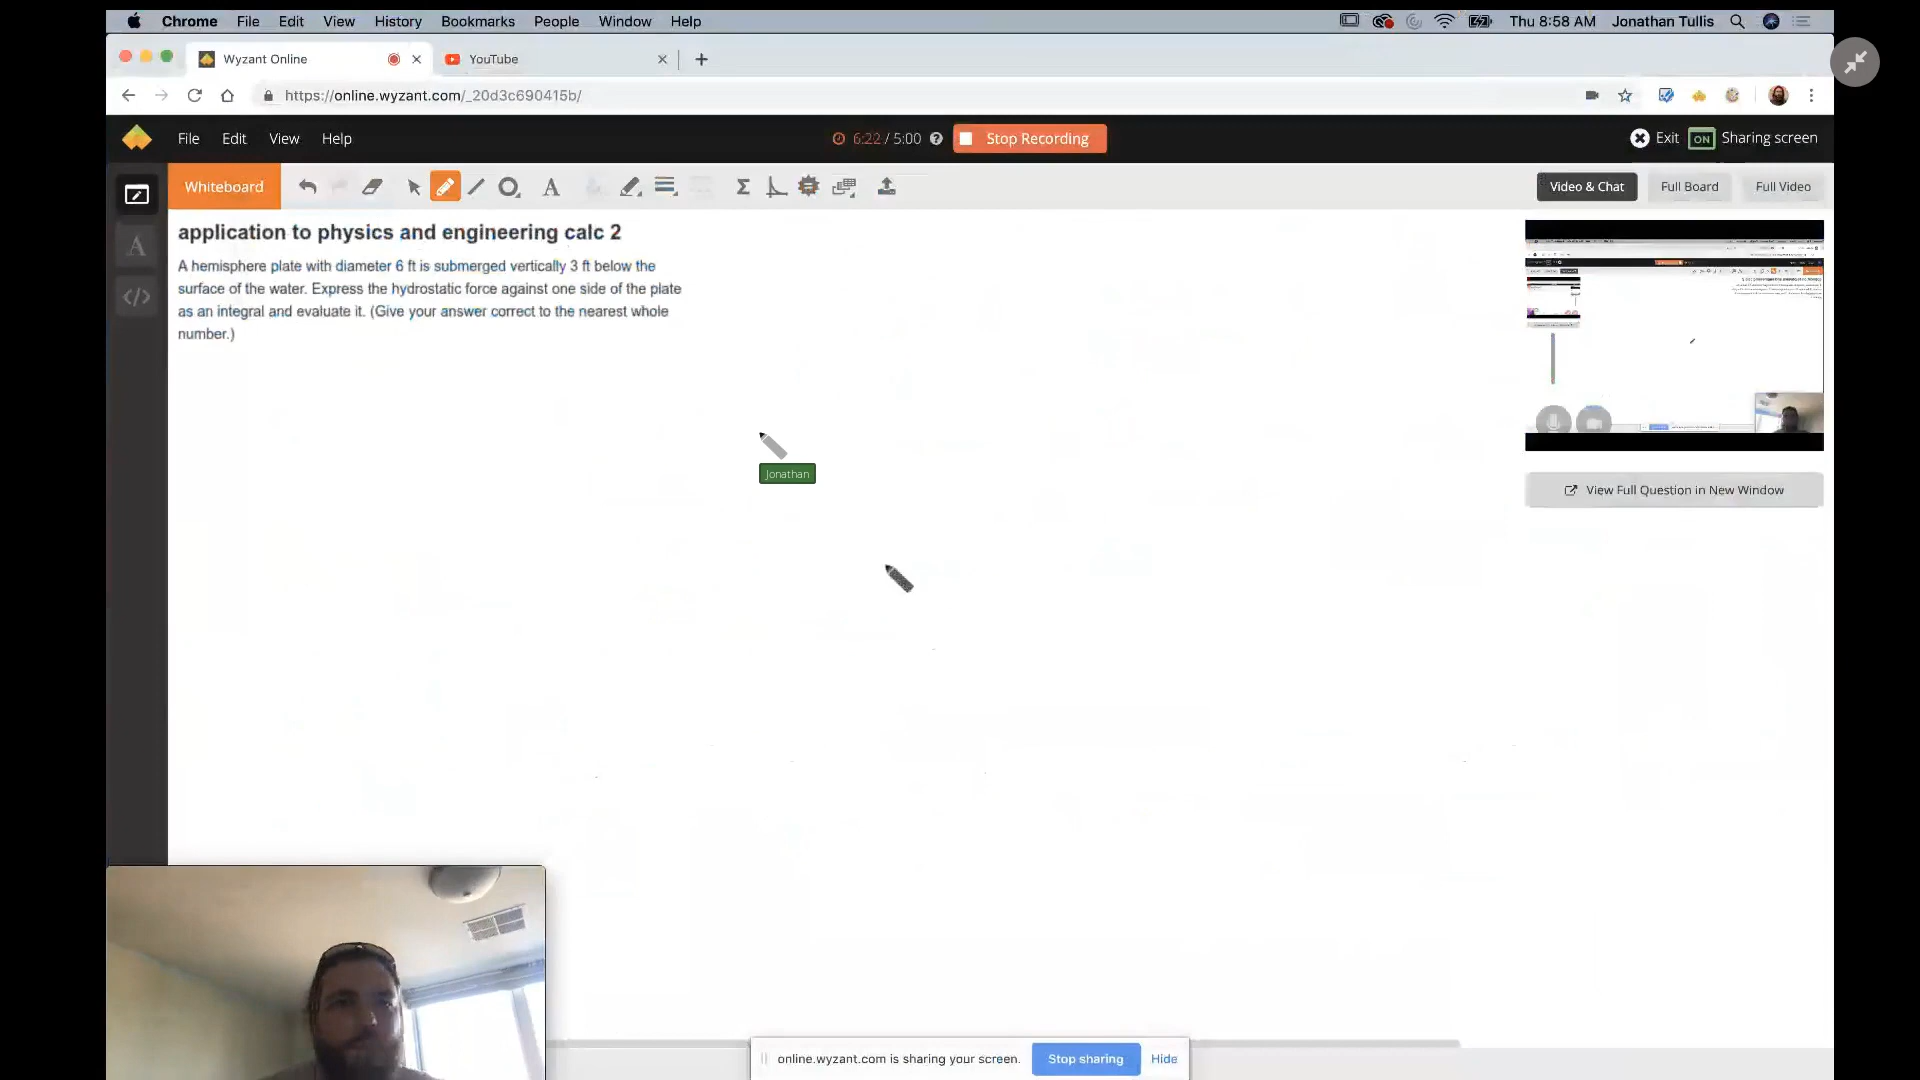 Chrome File Edit View History Bookmarks People Window Help Thu 8:58 AM Jonathan Tullis
Wyzant Online YouTube
https://online.wyzant.com/_20d3c690415b/
File Edit View Help 6:22 / 5:00 Stop Recording Exit ON Sharing screen
Whiteboard Video & Chat Full Board Full Video
application to physics and engineering calc 2
A hemisphere plate with diameter 6 ft is submerged vertically 3 ft below the
surface of the water. Express the hydrostatic force against one side of the plate
as an integral and evaluate it. (Give your answer correct to the nearest whole
number.)
Jonathan
View Full Question in New Window
online.wyzant.com is sharing your screen. Stop sharing Hide